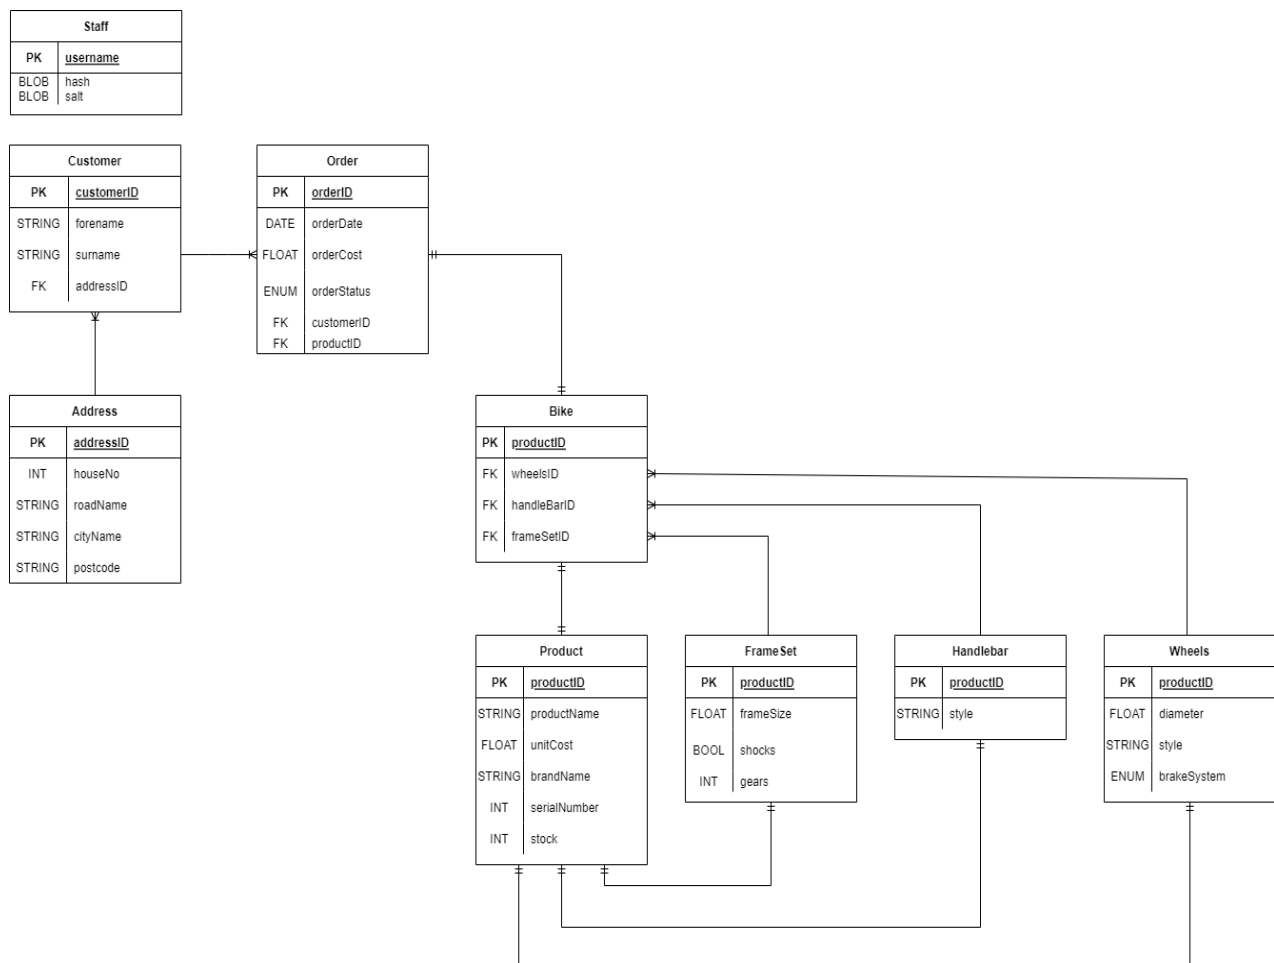 Staff
PK username
BLOB hash
BLOB salt
Customer
PK customerID
STRING forename
STRING surname
FK addressID
Order
PK orderID
DATE orderDate
FLOAT orderCost
ENUM orderStatus
FK customerID
FK productID
Address
PK addressID
INT houseNo
STRING roadName
STRING cityName
STRING postcode
Bike
PK productID
FK wheelsID
FK handleBarID
FK frameSetID
Product
PK productID
STRING productName
FLOAT unitCost
STRING brandName
INT serialNumber
INT stock
FrameSet
PK productID
FLOAT frameSize
BOOL shocks
INT gears
Handlebar
PK productID
STRING style
Wheels
PK productID
FLOAT diameter
STRING style
ENUM brakeSystem